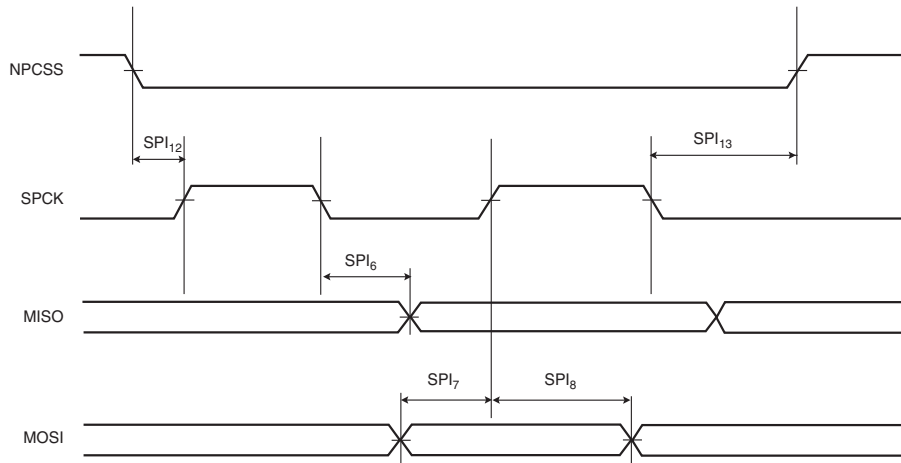 NPCSS
SPI12
SPI13
SPCK
SPI6
MISO
SPI7
SPI8
MOSI